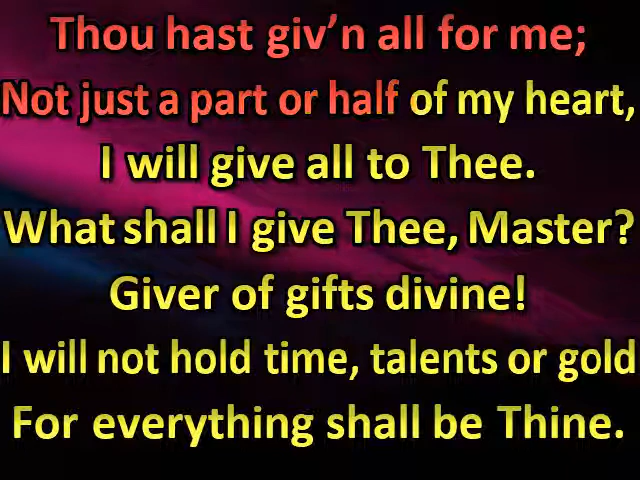 Thou hast giv’n all for me;
Not just a part or half of my heart,
I will give all to Thee.
What shall I give Thee, Master?
Giver of gifts divine!
I will not hold time, talents or gold
For everything shall be Thine.